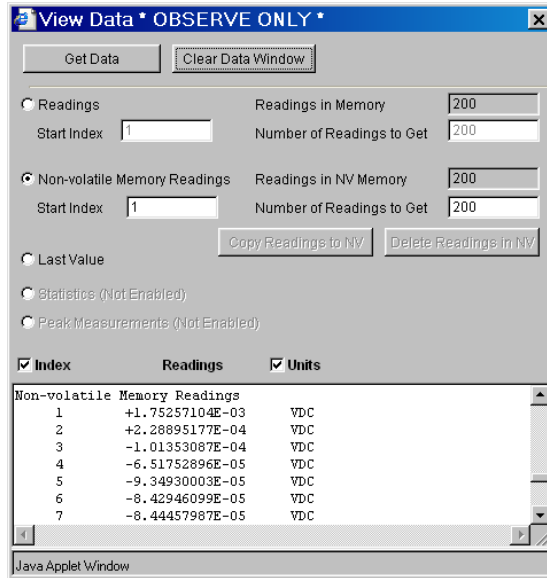 View Data * OBSERVE ONLY *
Get Data Clear Data Window
Readings Readings in Memory 200
Start Index 1 Number of Readings to Get 200
Non-volatile Memory Readings Readings in NV Memory 200
Start Index 1 Number of Readings to Get 200
Copy Readings to NV Delete Readings in NV
Last Value
Statistics (Not Enabled)
Peak Measurements (Not Enabled)
Index Readings Units
Non-volatile Memory Readings
1 +1.75257104E-03 VDC
2 +2.28895177E-04 VDC
3 -1.01353087E-04 VDC
4 -6.51752896E-05 VDC
5 -9.34930003E-05 VDC
6 -8.42946099E-05 VDC
7 -8.44457987E-05 VDC
Java Applet Window